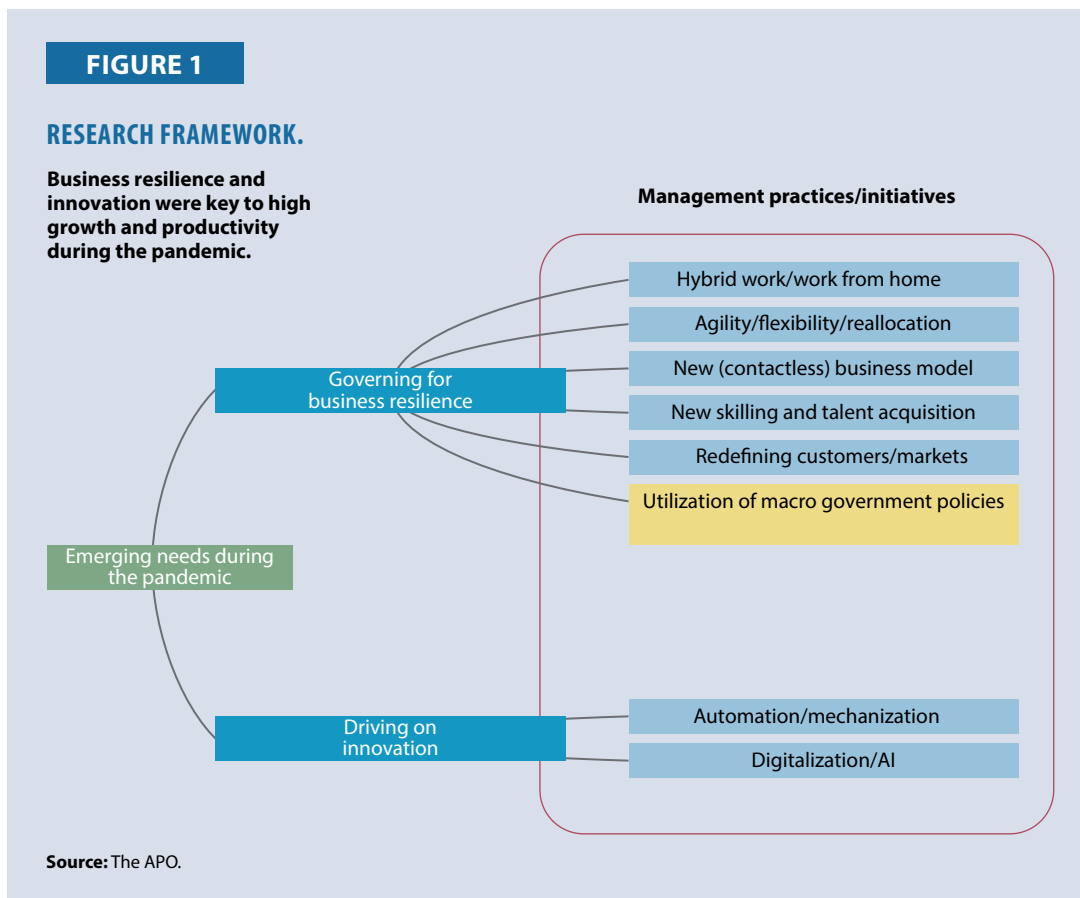 FIGURE 1
RESEARCH FRAMEWORK.
Business resilience and
innovation were key to high
growth and productivity
during the pandemic.
Management practices/initiatives
Hybrid work/work from home
Agility/flexibility/reallocation
New (contactless) business model
New skilling and talent acquisition
Redefining customers/markets
Utilization of macro government policies
Governing for
business resilience
Emerging needs during
the pandemic
Driving on
innovation
Automation/mechanization
Digitalization/AI
Source: The APO.